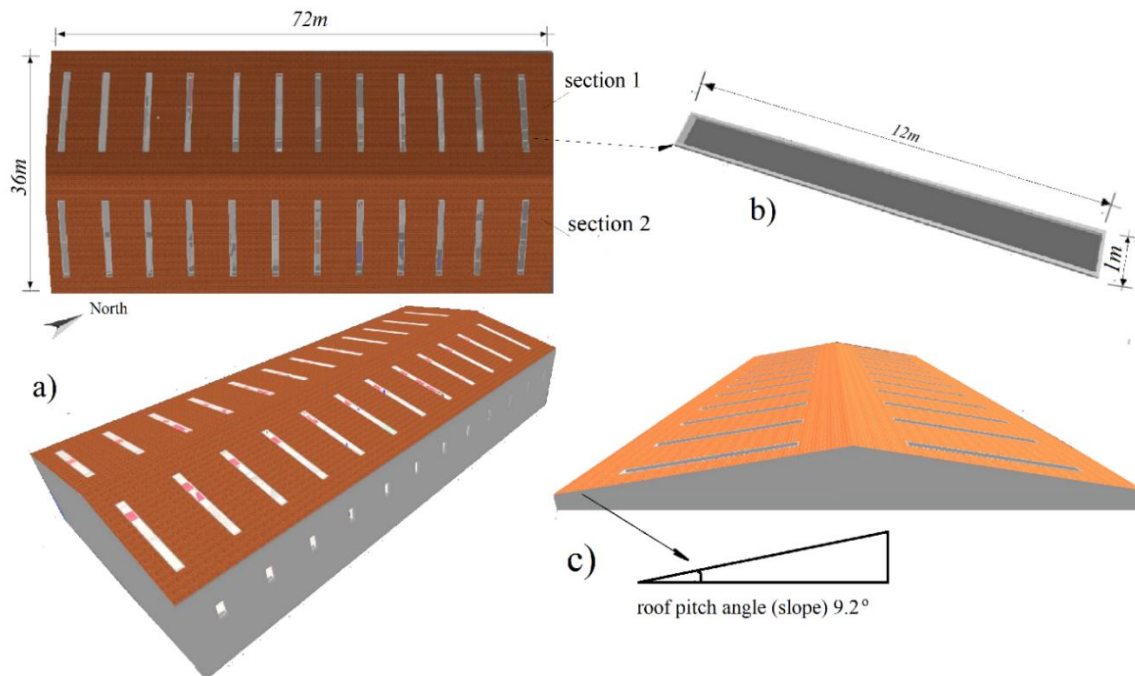 72m
section 1
36m
12m
b)
section 2
1m
North
a)
c)
roof pitch angle (slope) 9.2°